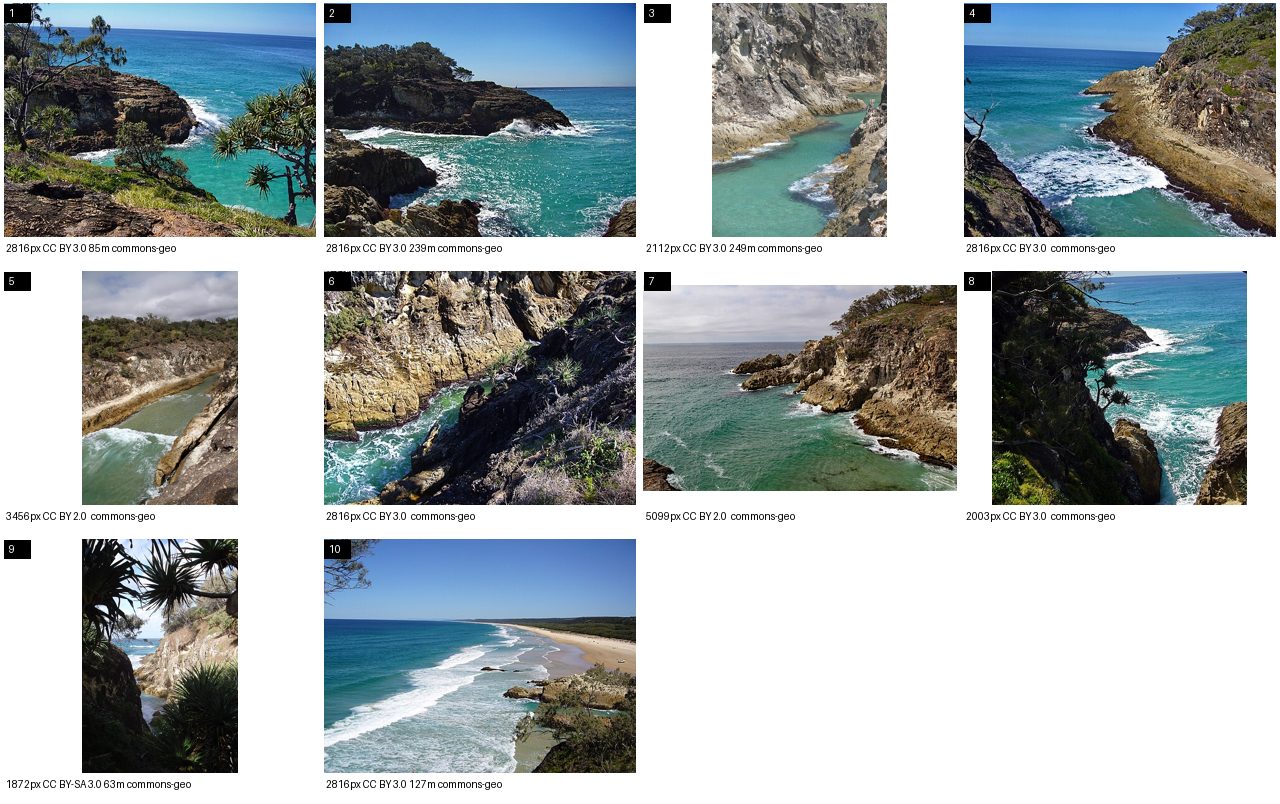 1
2
3
4
2816px CC BY 3.0 85m commons-geo
2816px CC BY 3.0 239m commons-geo
2112px CC BY 3.0 249m commons-geo
2816px CC BY 3.0 commons-geo
5
6
7
8
3456px CC BY 2.0 commons-geo
2816px CC BY 3.0 commons-geo
5099px CC BY 2.0 commons-geo
2003px CC BY 3.0 commons-geo
9
10
1872px CC BY-SA 3.0 63m commons-geo
2816px CC BY 3.0 127m commons-geo